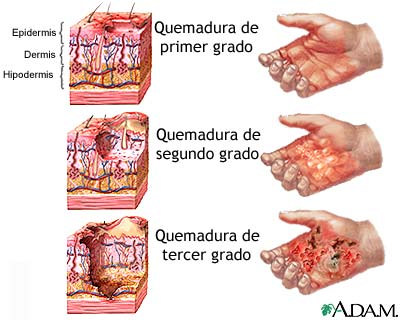 Epidermis
Dermis
Hipodermis
Quemadura de
primer grado
Quemadura de
segundo grado
Quemadura de
tercer grado
A.D.A.M.